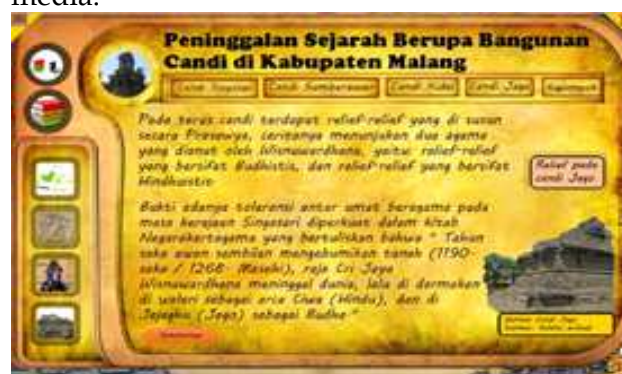 media.
Peninggalan Sejarah Berupa Bangunan
Candi di Kabupaten Malang
Candi Singosari Candi Sumberawan Candi Kidal Candi Jago
Pada teras candi terdapat relief-relief yang di susun
secara Prasawya, ceritanya menunjukan dua agama
yang dianut oleh Wisnuwardhana, yaitu: relief-relief
yang bersifat Budhistis, dan relief-relief yang bersifat
Hinduistis
Relief pada
candi Jago
Bukti adanya toleransi antar umat beragama pada
masa kerajaan Singasari diperkuat dalam kitab
Negarakertagama yang bertuliskan bahwa " Tahun
saka awan sembilan mengebumikan tanah (1190
saka / 1268 Masehi), raja Cri Jaya
Wisnuwardhana meninggal dunia, lalu di darmakan
di waleri sebagai arca Ciwa (Hindu), dan di
Jajaghu (Jago) sebagai Budha "